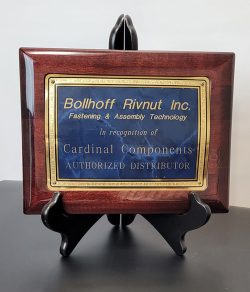 Bollhoff Rivnut Inc.
Fastening & Assembly Technology
in recognition of
Cardinal Components
AUTHORIZED DISTRIBUTOR